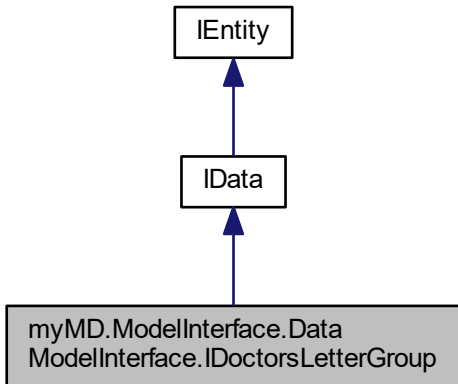 IEntity
IData
myMD.ModelInterface.Data
ModelInterface.IDoctorsLetterGroup